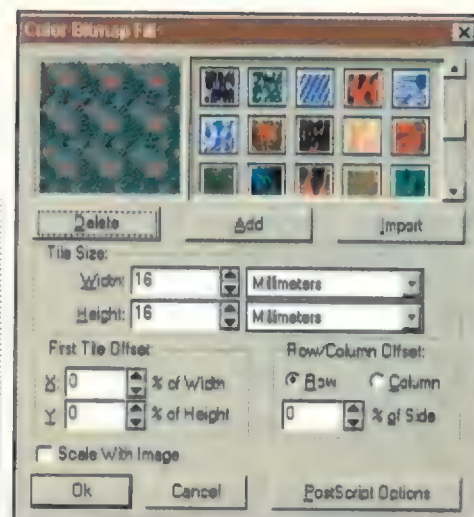 Color Bitmap Fill
Delete Add Import
Tile Size:
Width: 16 Millimeters
Height: 16 Millimeters
First Tile Offset: Row/Column Offset:
X: 0 % of Width Row Column
Y: 0 % of Height 0 % of Side
Scale With Image
Ok Cancel PostScript Options